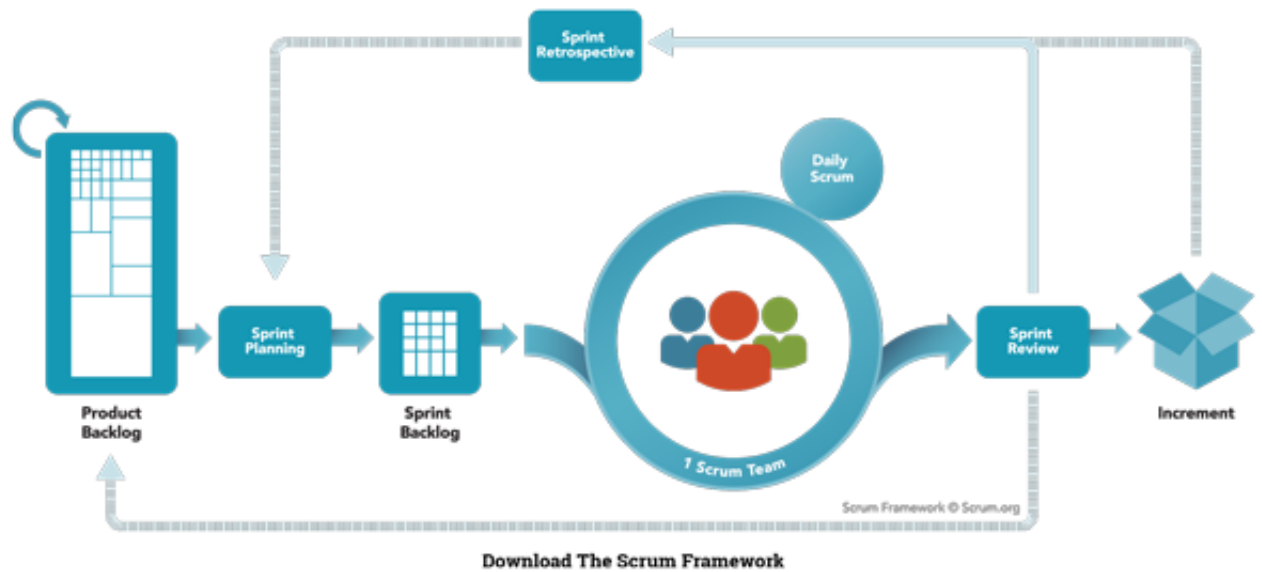 Sprint
Retrospective
Daily
Scrum
Sprint
Planning
Sprint
Review
Product
Backlog
Sprint
Backlog
1 Scrum Team
Increment
Scrum Framework © Scrum.org
Download The Scrum Framework